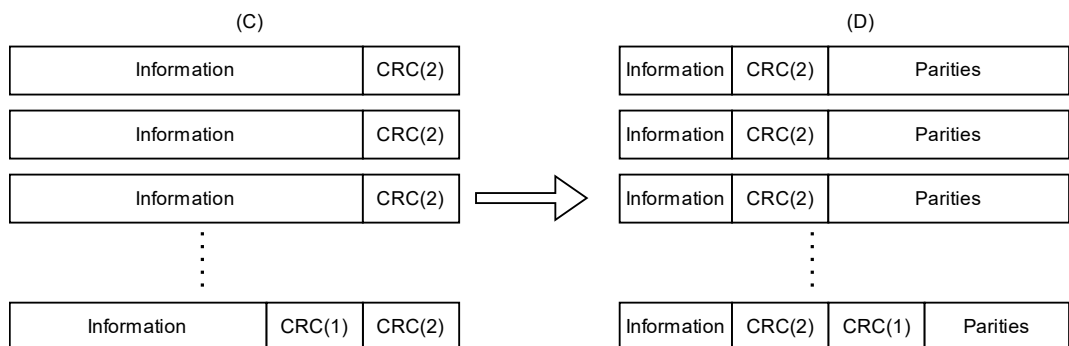 (C) (D)
Information CRC(2) Information CRC(2) Parities
Information CRC(2) Information CRC(2) Parities
Information CRC(2) Information CRC(2) Parities
Information CRC(1) CRC(2) Information CRC(2) CRC(1) Parities